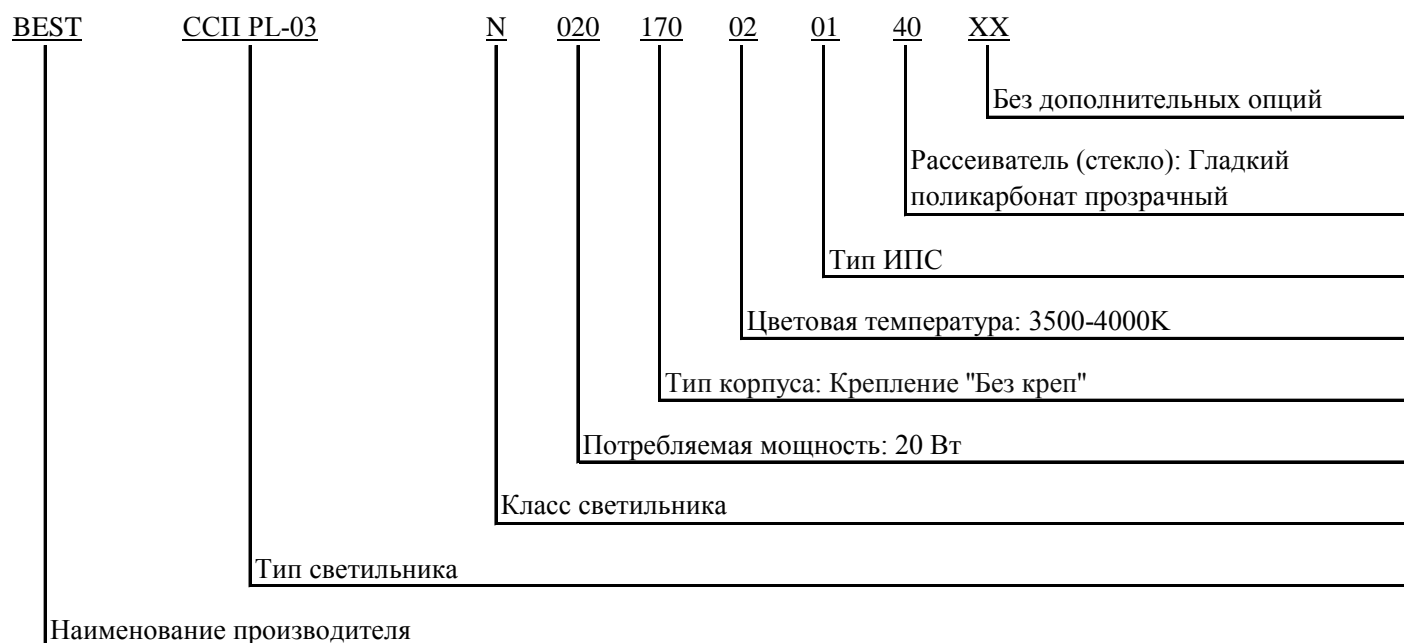 BEST ССП PL-03 N 020 170 02 01 40 XX
Без дополнительных опций
Рассеиватель (стекло): Гладкий
поликарбонат прозрачный
Тип ИПС
Цветовая температура: 3500-4000K
Тип корпуса: Крепление "Без креп"
Потребляемая мощность: 20 Вт
Класс светильника
Тип светильника
Наименование производителя